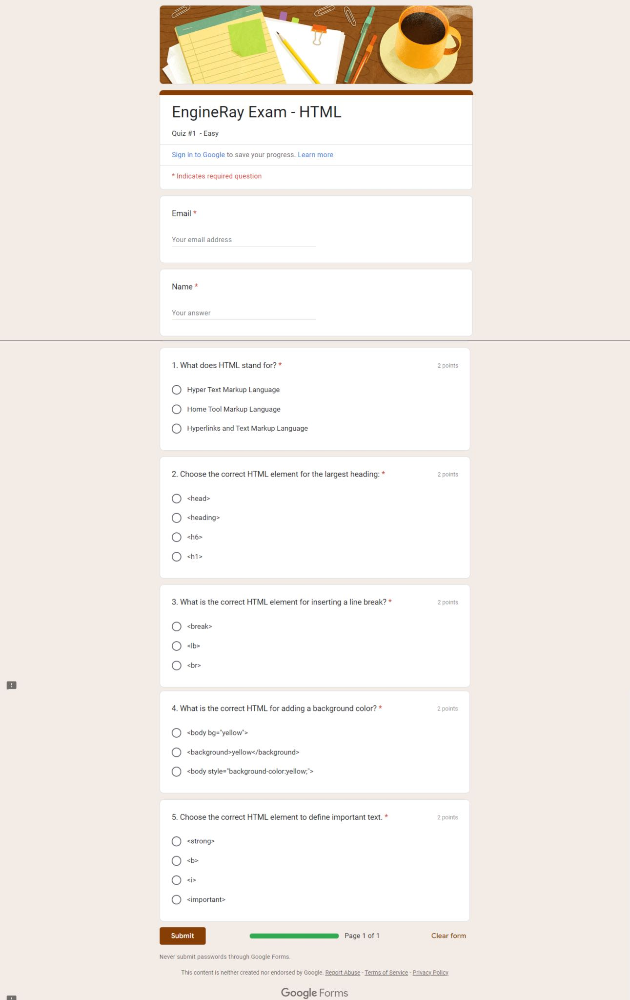 EngineRay Exam - HTML
Quiz #1  - Easy
Sign in to Google to save your progress. Learn more
* Indicates required question
Email *
Your email address
Name *
Your answer
1. What does HTML stand for? * 2 points
Hyper Text Markup Language
Home Tool Markup Language
Hyperlinks and Text Markup Language
2. Choose the correct HTML element for the largest heading: * 2 points
<head>
<heading>
<h6>
<h1>
3. What is the correct HTML element for inserting a line break? * 2 points
<break>
<lb>
<br>
4. What is the correct HTML for adding a background color? * 2 points
<body bg="yellow">
<background>yellow</background>
<body style="background-color:yellow;">
5. Choose the correct HTML element to define important text. * 2 points
<strong>
<b>
<i>
<important>
Submit Page 1 of 1 Clear form
Never submit passwords through Google Forms.
This content is neither created nor endorsed by Google. Report Abuse - Terms of Service - Privacy Policy
Google Forms